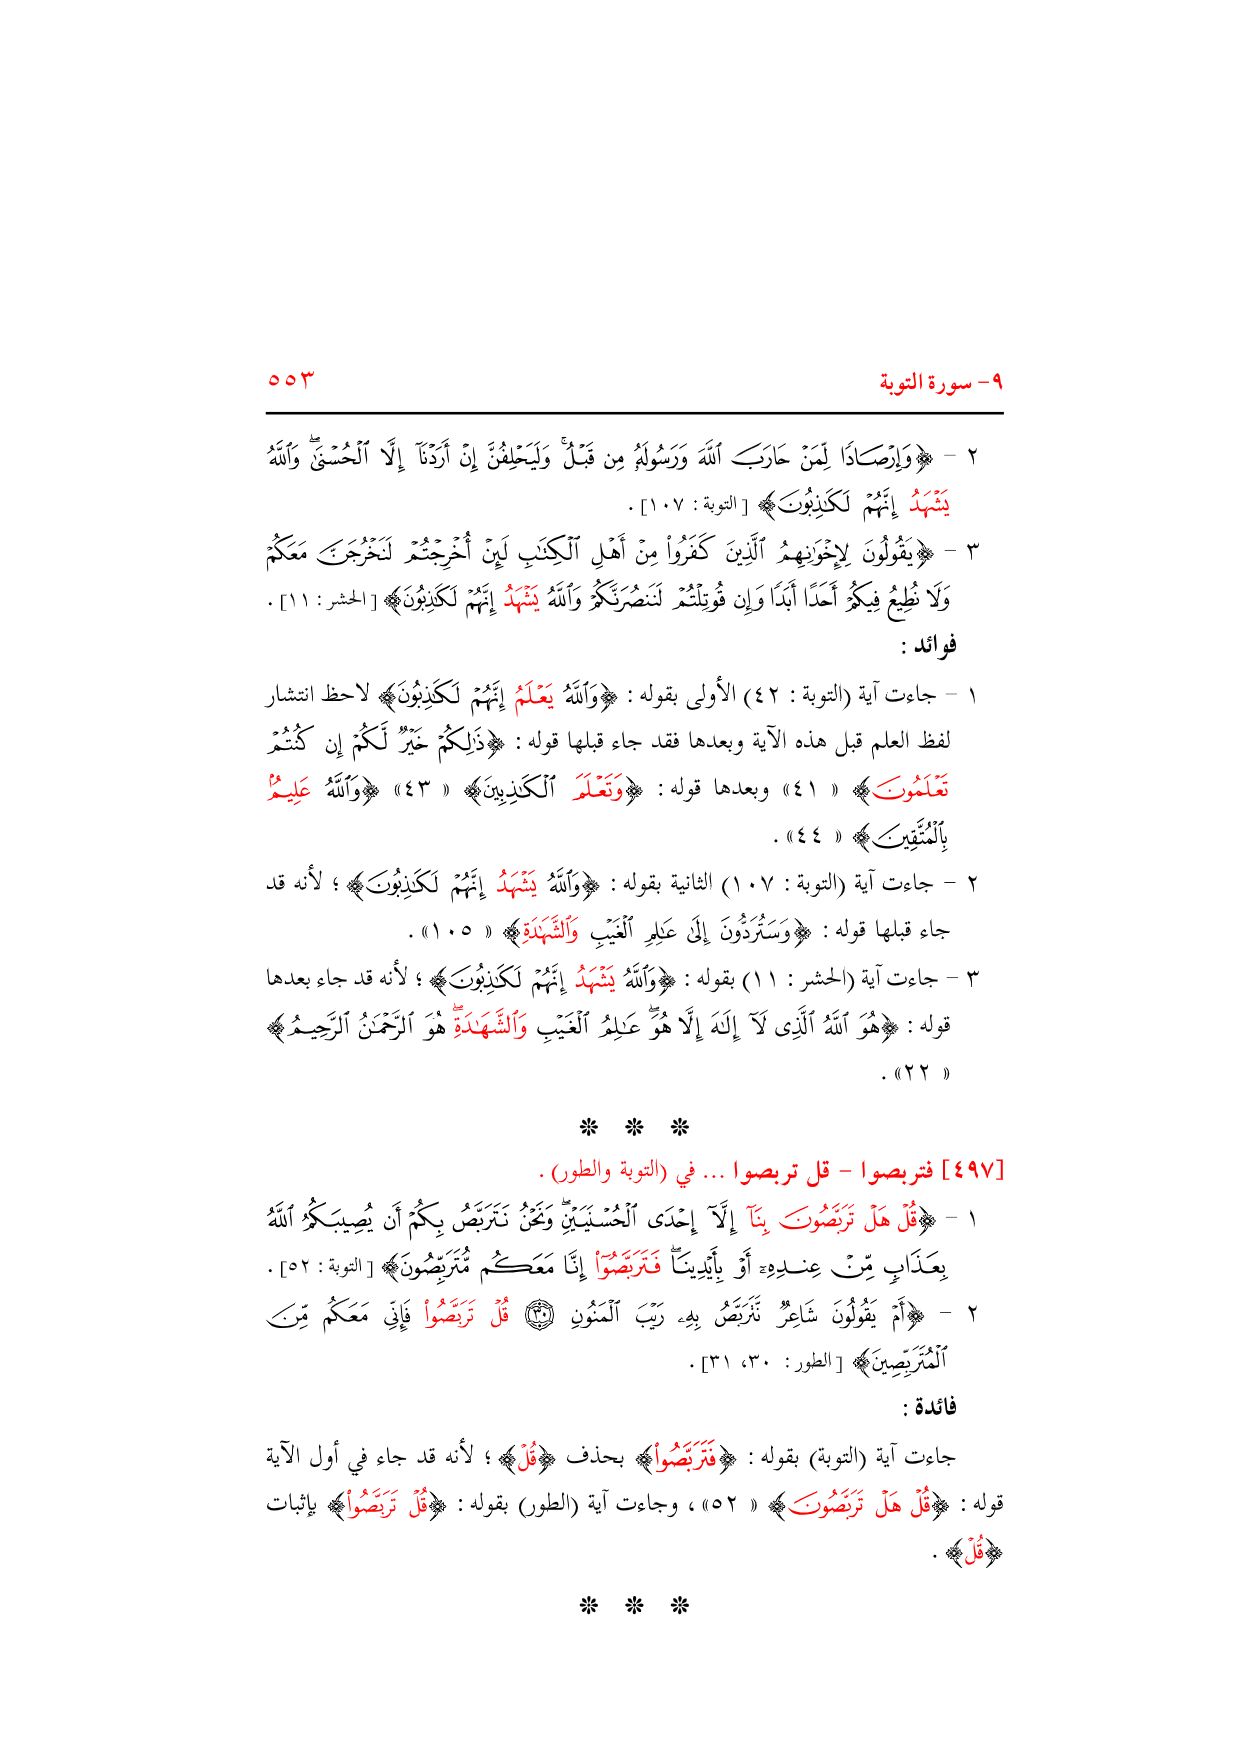 ٩- سورة التوبة ٥٥٣
٢ - ﴿وَإِرْصَادًا لِّمَنْ حَارَبَ ٱللَّهَ وَرَسُولَهُۥ مِن قَبْلُ ۚ وَلَيَحْلِفُنَّ إِنْ أَرَدْنَآ إِلَّا ٱلْحُسْنَىٰ ۖ وَٱللَّهُ
يَشْهَدُ إِنَّهُمْ لَكَـٰذِبُونَ﴾ [التوبة : ١٠٧] .
٣ - ﴿يَقُولُونَ لِإِخْوَٰنِهِمُ ٱلَّذِينَ كَفَرُوا۟ مِنْ أَهْلِ ٱلْكِتَـٰبِ لَئِنْ أُخْرِجْتُمْ لَنَخْرُجَنَّ مَعَكُمْ
وَلَا نُطِيعُ فِيكُمْ أَحَدًا أَبَدًا وَإِن قُوتِلْتُمْ لَنَنصُرَنَّكُمْ وَٱللَّهُ يَشْهَدُ إِنَّهُمْ لَكَـٰذِبُونَ﴾ [الحشر : ١١] .
فوائد :
١ - جاءت آية (التوبة : ٤٢) الأولى بقوله : ﴿وَٱللَّهُ يَعْلَمُ إِنَّهُمْ لَكَـٰذِبُونَ﴾ لاحظ انتشار
لفظ العلم قبل هذه الآية وبعدها فقد جاء قبلها قوله : ﴿ذَٰلِكُمْ خَيْرٌ لَّكُمْ إِن كُنتُمْ
تَعْلَمُونَ﴾ « ٤١» وبعدها قوله : ﴿وَتَعْلَمَ ٱلْكَـٰذِبِينَ﴾ « ٤٣» ﴿وَٱللَّهُ عَلِيمٌۢ
بِٱلْمُتَّقِينَ﴾ « ٤٤» .
٢ - جاءت آية (التوبة : ١٠٧) الثانية بقوله : ﴿وَٱللَّهُ يَشْهَدُ إِنَّهُمْ لَكَـٰذِبُونَ﴾ ؛ لأنه قد
جاء قبلها قوله : ﴿وَسَتُرَدُّونَ إِلَىٰ عَـٰلِمِ ٱلْغَيْبِ وَٱلشَّهَـٰدَةِ﴾ « ١٠٥» .
٣ - جاءت آية (الحشر : ١١) بقوله : ﴿وَٱللَّهُ يَشْهَدُ إِنَّهُمْ لَكَـٰذِبُونَ﴾ ؛ لأنه قد جاء بعدها
قوله : ﴿هُوَ ٱللَّهُ ٱلَّذِى لَآ إِلَـٰهَ إِلَّا هُوَ ۖ عَـٰلِمُ ٱلْغَيْبِ وَٱلشَّهَـٰدَةِ ۖ هُوَ ٱلرَّحْمَـٰنُ ٱلرَّحِيمُ﴾
« ٢٢» .
❊ ❊ ❊
[٤٩٧] فتربصوا - قل تربصوا ... في (التوبة والطور) .
١ - ﴿قُلْ هَلْ تَرَبَّصُونَ بِنَآ إِلَّآ إِحْدَى ٱلْحُسْنَيَيْنِ ۖ وَنَحْنُ نَتَرَبَّصُ بِكُمْ أَن يُصِيبَكُمُ ٱللَّهُ
بِعَذَابٍ مِّنْ عِندِهِۦٓ أَوْ بِأَيْدِينَا ۖ فَتَرَبَّصُوٓا۟ إِنَّا مَعَكُم مُّتَرَبِّصُونَ﴾ [التوبة : ٥٢] .
٢ - ﴿أَمْ يَقُولُونَ شَاعِرٌ نَّتَرَبَّصُ بِهِۦ رَيْبَ ٱلْمَنُونِ ۝٣٠ قُلْ تَرَبَّصُوا۟ فَإِنِّى مَعَكُم مِّنَ
ٱلْمُتَرَبِّصِينَ﴾ [الطور : ٣٠، ٣١] .
فائدة :
جاءت آية (التوبة) بقوله : ﴿فَتَرَبَّصُوٓا۟﴾ بحذف ﴿قُلْ﴾ ؛ لأنه قد جاء في أول الآية
قوله : ﴿قُلْ هَلْ تَرَبَّصُونَ﴾ « ٥٢» ، وجاءت آية (الطور) بقوله : ﴿قُلْ تَرَبَّصُوا۟﴾ بإثبات
﴿قُلْ﴾ .
❊ ❊ ❊